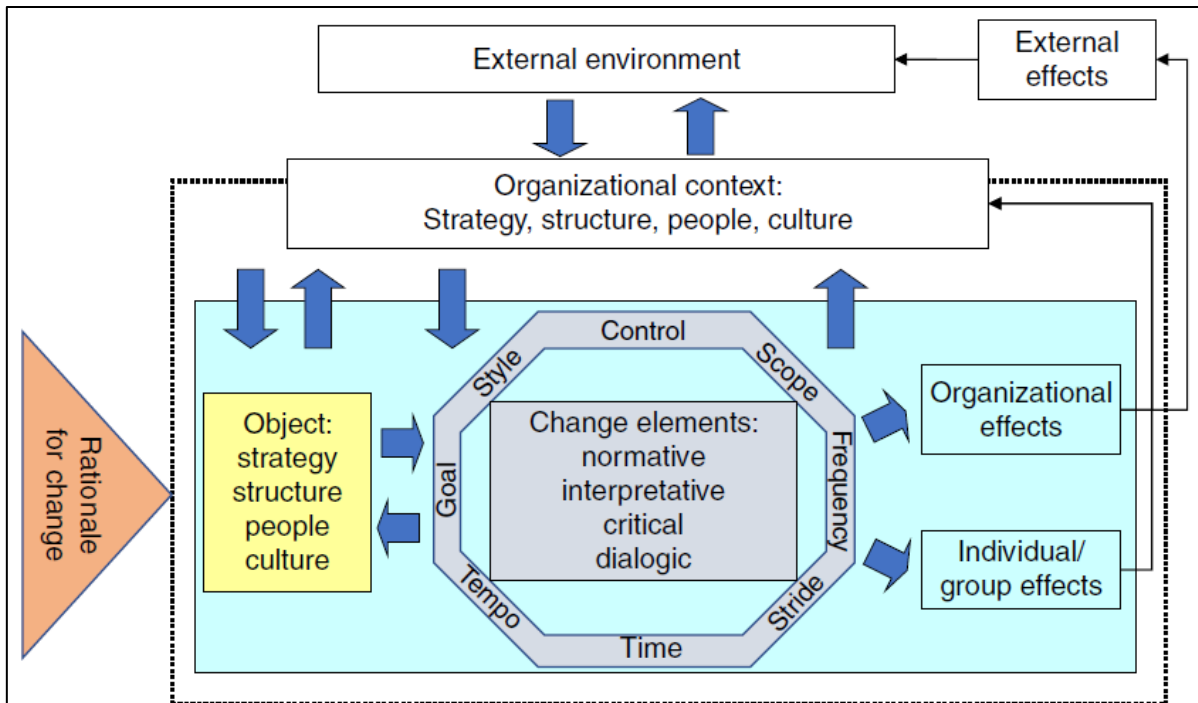 External environment
External
effects
Organizational context:
Strategy, structure, people, culture
Rationale
for change
Object:
strategy
structure
people
culture
Control
Style
Scope
Goal
Frequency
Tempo
Stride
Time
Change elements:
normative
interpretative
critical
dialogic
Organizational
effects
Individual/
group effects